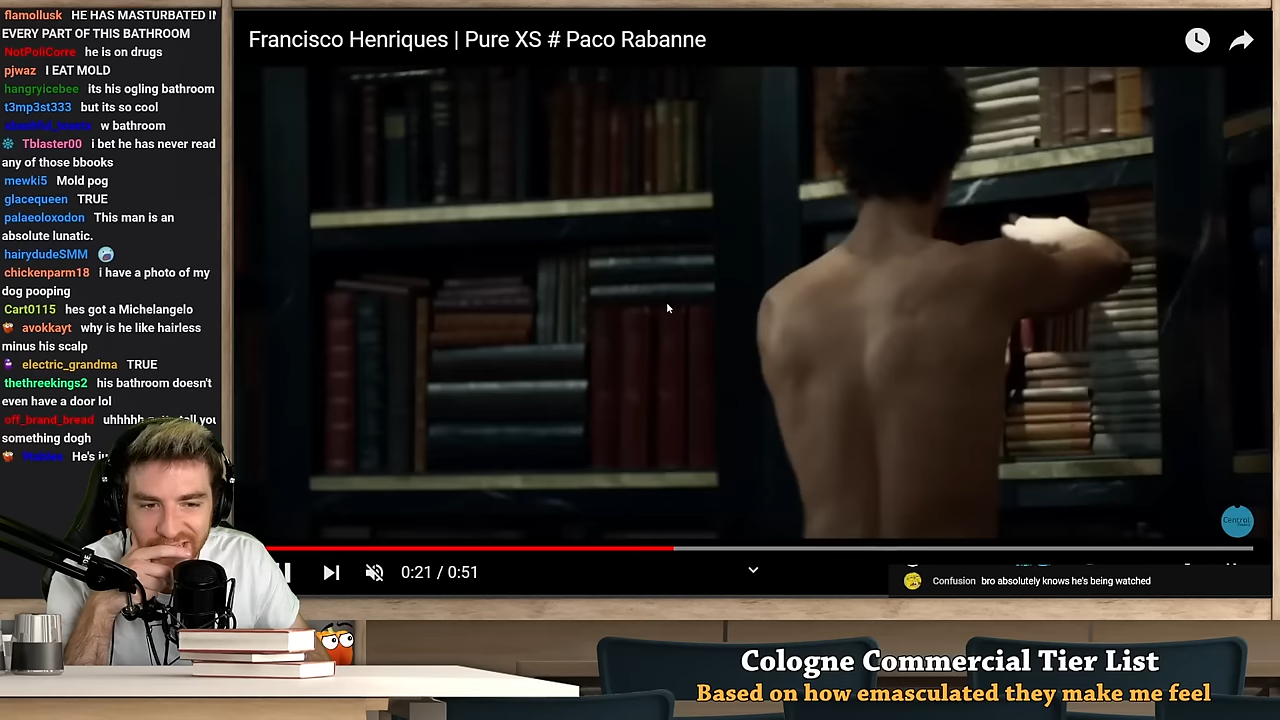 flamollusk HE HAS MASTURBATED IN
EVERY PART OF THIS BATHROOM
NotPoliCorre he is on drugs
pjwaz I EAT MOLD
hangryicebee its his ogling bathroom
t3mp3st333 but its so cool
w bathroom
Tblaster00 i bet he has never read
any of those bbooks
mewki5 Mold pog
glacequeen TRUE
palaeoloxodon This man is an
absolute lunatic.
hairydudeSMM
chickenparm18 i have a photo of my
dog pooping
Cart0115 hes got a Michelangelo
avokkayt why is he like hairless
minus his scalp
electric_grandma TRUE
thethreekings2 his bathroom doesn't
even have a door lol
off_brand_bread uhhhhh gotta tell you
something dogh
He's ju
Francisco Henriques | Pure XS # Paco Rabanne
Central
0:21 / 0:51
Confusion bro absolutely knows he's being watched
Cologne Commercial Tier List
Based on how emasculated they make me feel